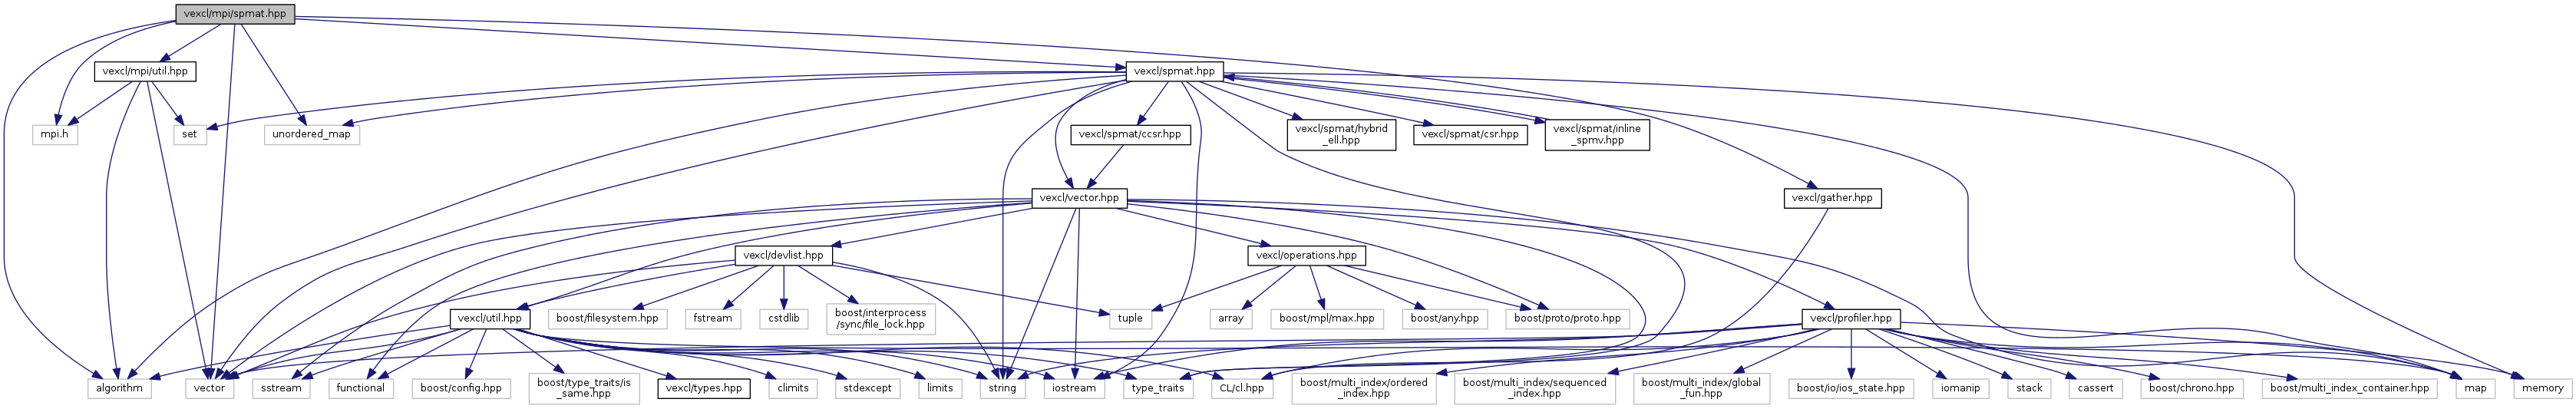 vexcl/mpi/spmat.hpp
vexcl/mpi/util.hpp
vexcl/spmat.hpp
mpi.h
set
unordered_map
vexcl/spmat/ccsr.hpp
vexcl/spmat/hybrid
_ell.hpp
vexcl/spmat/csr.hpp
vexcl/spmat/inline
_spmv.hpp
vexcl/vector.hpp
vexcl/gather.hpp
vexcl/devlist.hpp
vexcl/operations.hpp
vexcl/util.hpp
boost/filesystem.hpp
fstream
cstdlib
boost/interprocess
/sync/file_lock.hpp
tuple
array
boost/mpl/max.hpp
boost/any.hpp
boost/proto/proto.hpp
vexcl/profiler.hpp
algorithm
vector
sstream
functional
boost/config.hpp
boost/type_traits/is
_same.hpp
vexcl/types.hpp
climits
stdexcept
limits
string
iostream
type_traits
CL/cl.hpp
boost/multi_index/ordered
_index.hpp
boost/multi_index/sequenced
_index.hpp
boost/multi_index/global
_fun.hpp
boost/io/ios_state.hpp
iomanip
stack
cassert
boost/chrono.hpp
boost/multi_index_container.hpp
map
memory